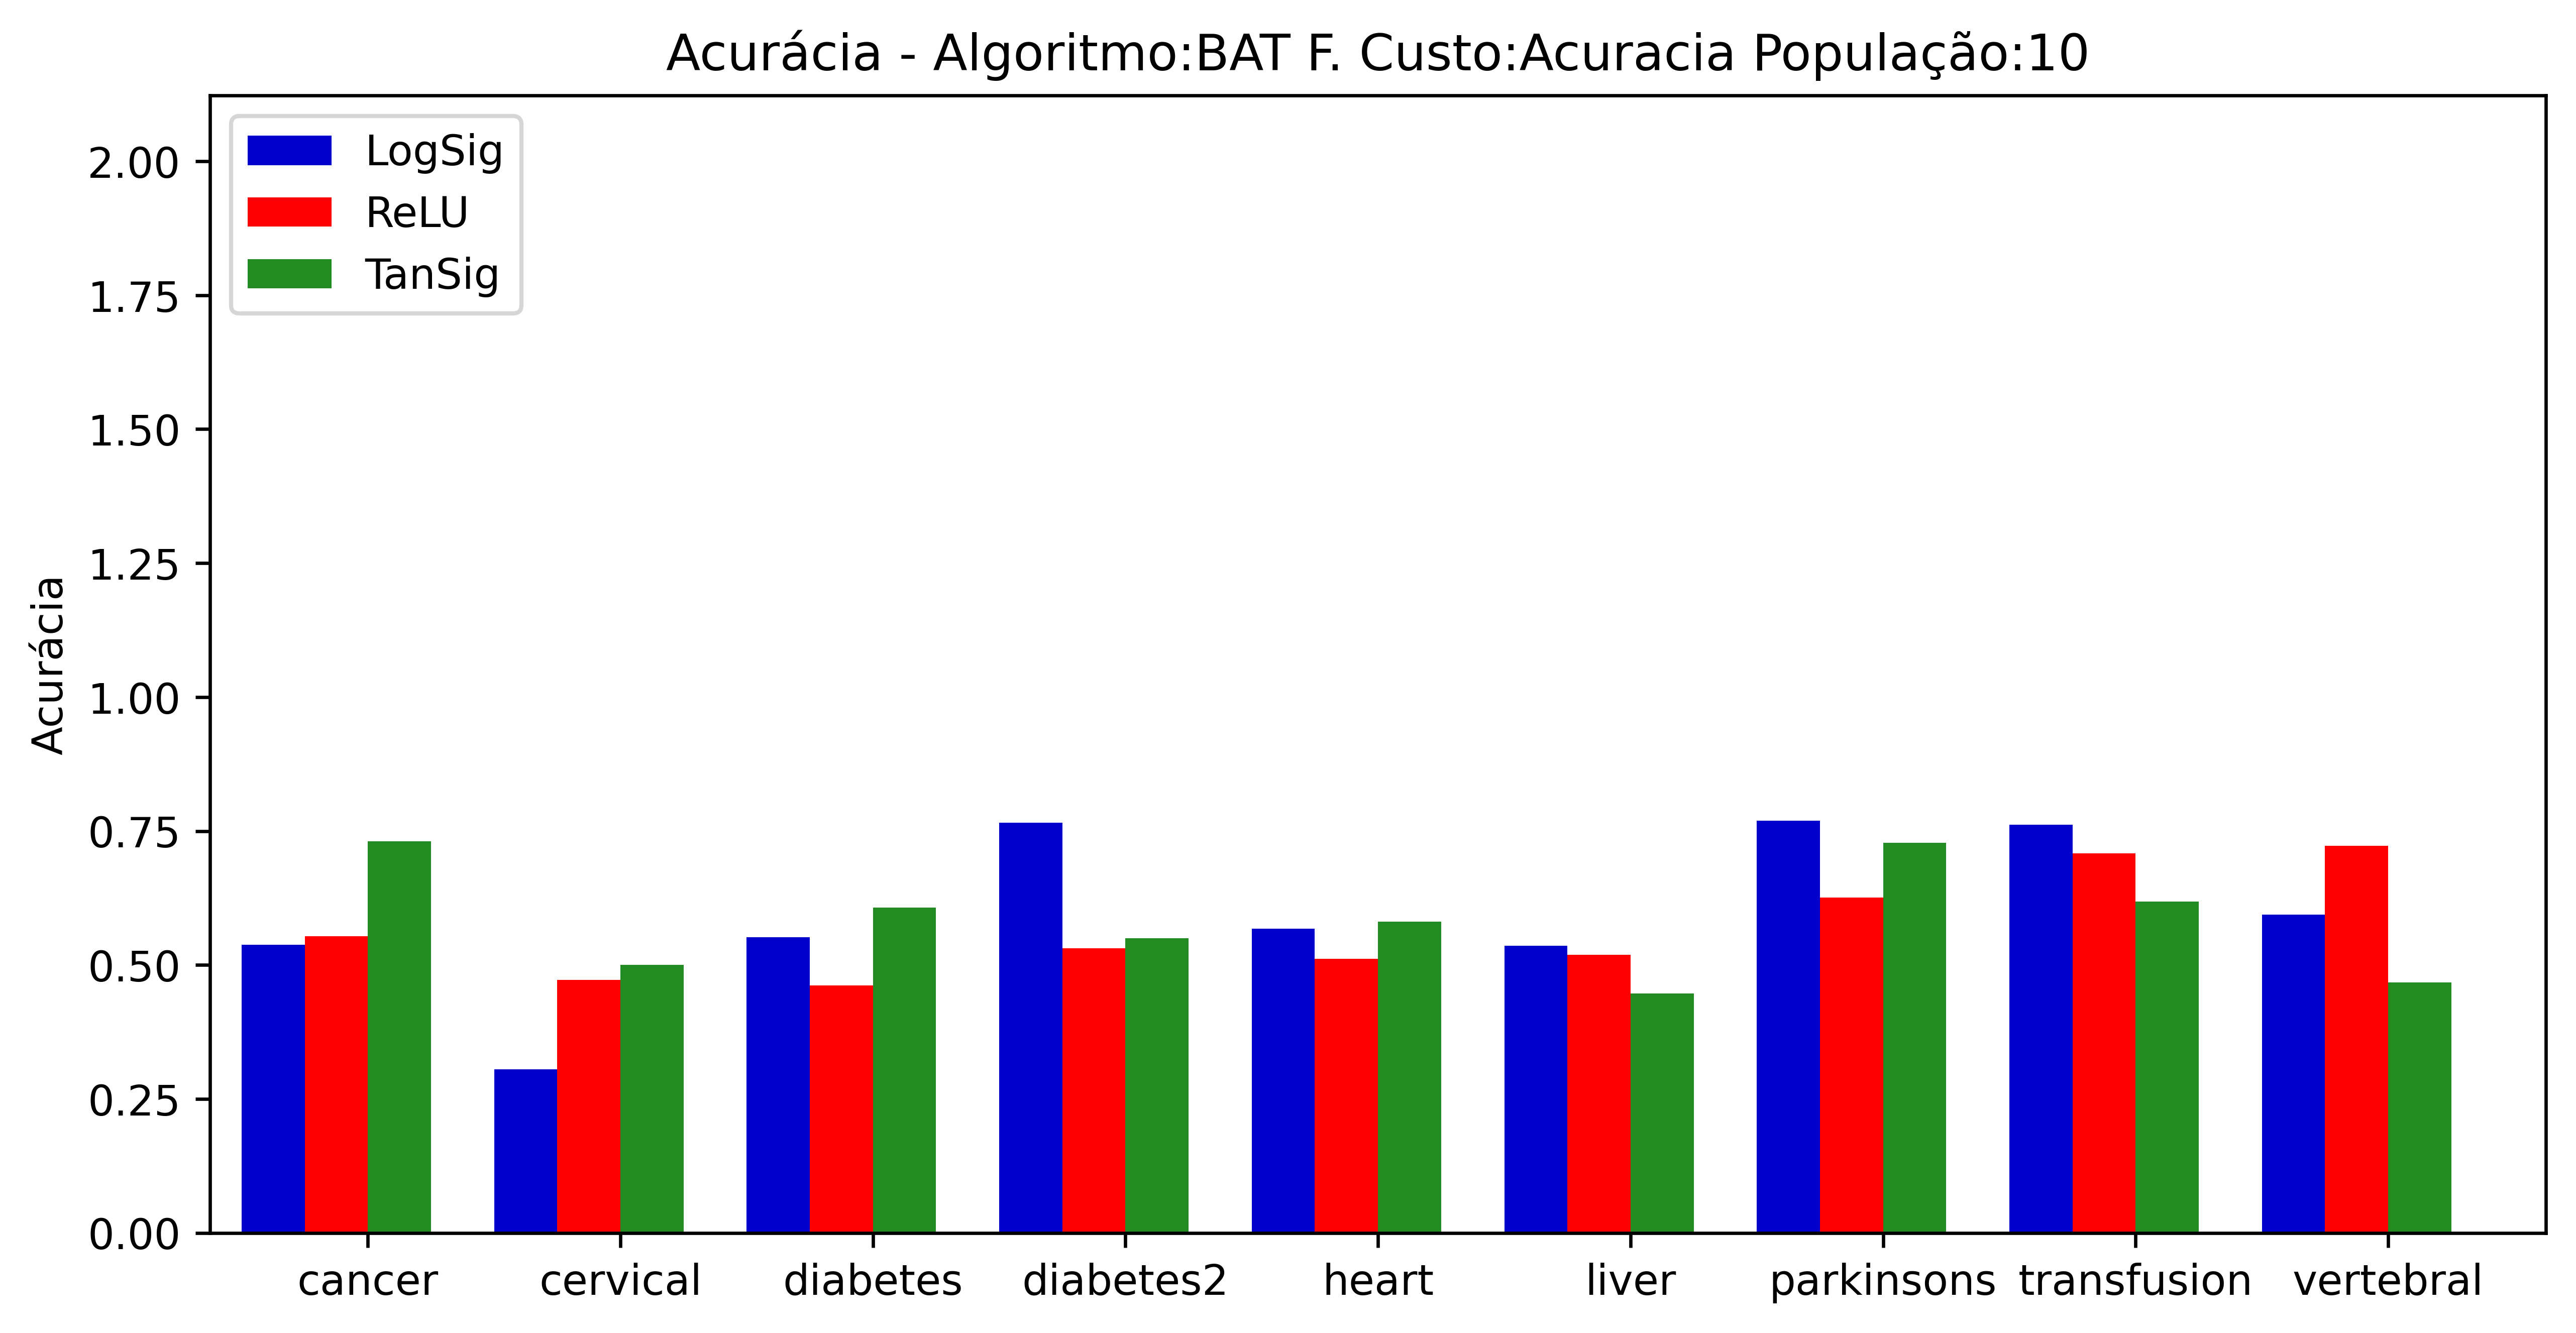 Acurácia - Algoritmo:BAT F. Custo:Acuracia População:10
LogSig
ReLU
TanSig
Acurácia
2.00
1.75
1.50
1.25
1.00
0.75
0.50
0.25
0.00
cancer cervical diabetes diabetes2 heart liver parkinsons transfusion vertebral